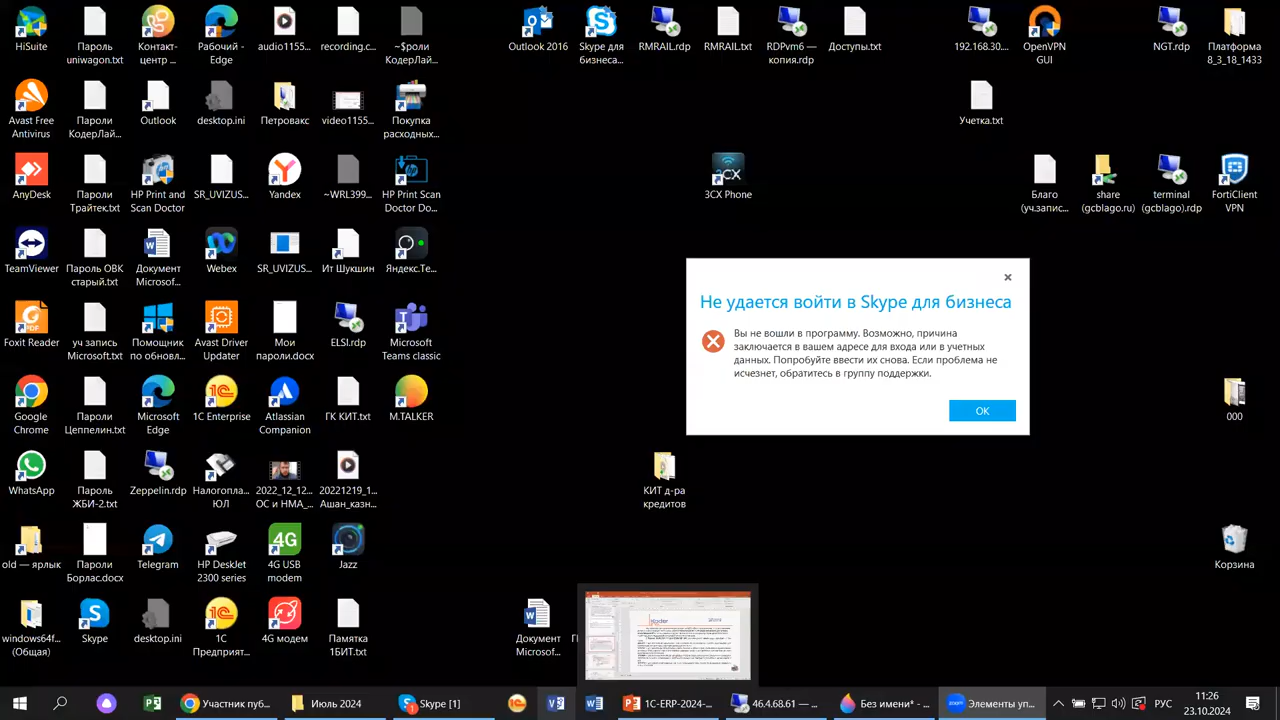 HiSuite
Пароль
uniwagon.txt
Контакт-
центр ...
Рабочий -
Edge
audio1155...
recording.c...
~$роли
КодерЛай...
Outlook 2016
Skype для
бизнеса...
RMRAIL.rdp
RMRAIL.txt
RDPvm6 —
копия.rdp
Доступы.txt
192.168.30....
OpenVPN
GUI
NGT.rdp
Платформа
8_3_18_1433
Avast Free
Antivirus
Пароли
КодерЛай...
Outlook
desktop.ini
Петровакс
video1155...
Покупка
расходных...
Учетка.txt
AnyDesk
Пароли
Трайтек.txt
HP Print and
Scan Doctor
SR_UVIZUS...
Yandex
~WRL399...
HP Print Scan
Doctor Do...
3CX
3CX Phone
Благо
(уч.запис...
share
(gcblago.ru)
terminal
(gcblago).rdp
FortiClient
VPN
TeamViewer
Пароль ОВК
старый.txt
Документ
Microsof...
Webex
SR_UVIZUS...
Ит Шукшин
Яндекс.Те...
Foxit Reader
уч запись
Microsoft.txt
Помощник
по обновл...
Avast Driver
Updater
Мои
пароли.docx
ELSI.rdp
Microsoft
Teams classic
Google
Chrome
Пароли
Цеппелин.txt
Microsoft
Edge
1C Enterprise
Atlassian
Companion
ГК КИТ.txt
M.TALKER
000
WhatsApp
Пароль
ЖБИ-2.txt
Zeppelin.rdp
Налогопла...
ЮЛ
2022_12_12...
ОС и НМА_...
20221219_1...
Ашан_казн...
КИТ д-ра
кредитов
old — ярлык
Пароли
Борлас.docx
Telegram
HP DeskJet
2300 series
4G
4G USB
modem
Jazz
Корзина
windows64f...
(Общая)
Skype
desktop.ini
1C
Предприят...
4G модем
Памятка
1БИТ.txt
Документ
Microsof...
Не удается войти в Skype для бизнеса
Вы не вошли в программу. Возможно, причина
заключается в вашем адресе для входа или в учетных
данных. Попробуйте ввести их снова. Если проблема не
исчезнет, обратитесь в группу поддержки.
ОК
Участник пуб...
Июль 2024
Skype [1]
1С-ERP-2024-...
46.4.68.61 — ...
Без имени* - ...
zoom
Элементы уп...
РУС
11:26
23.10.2024